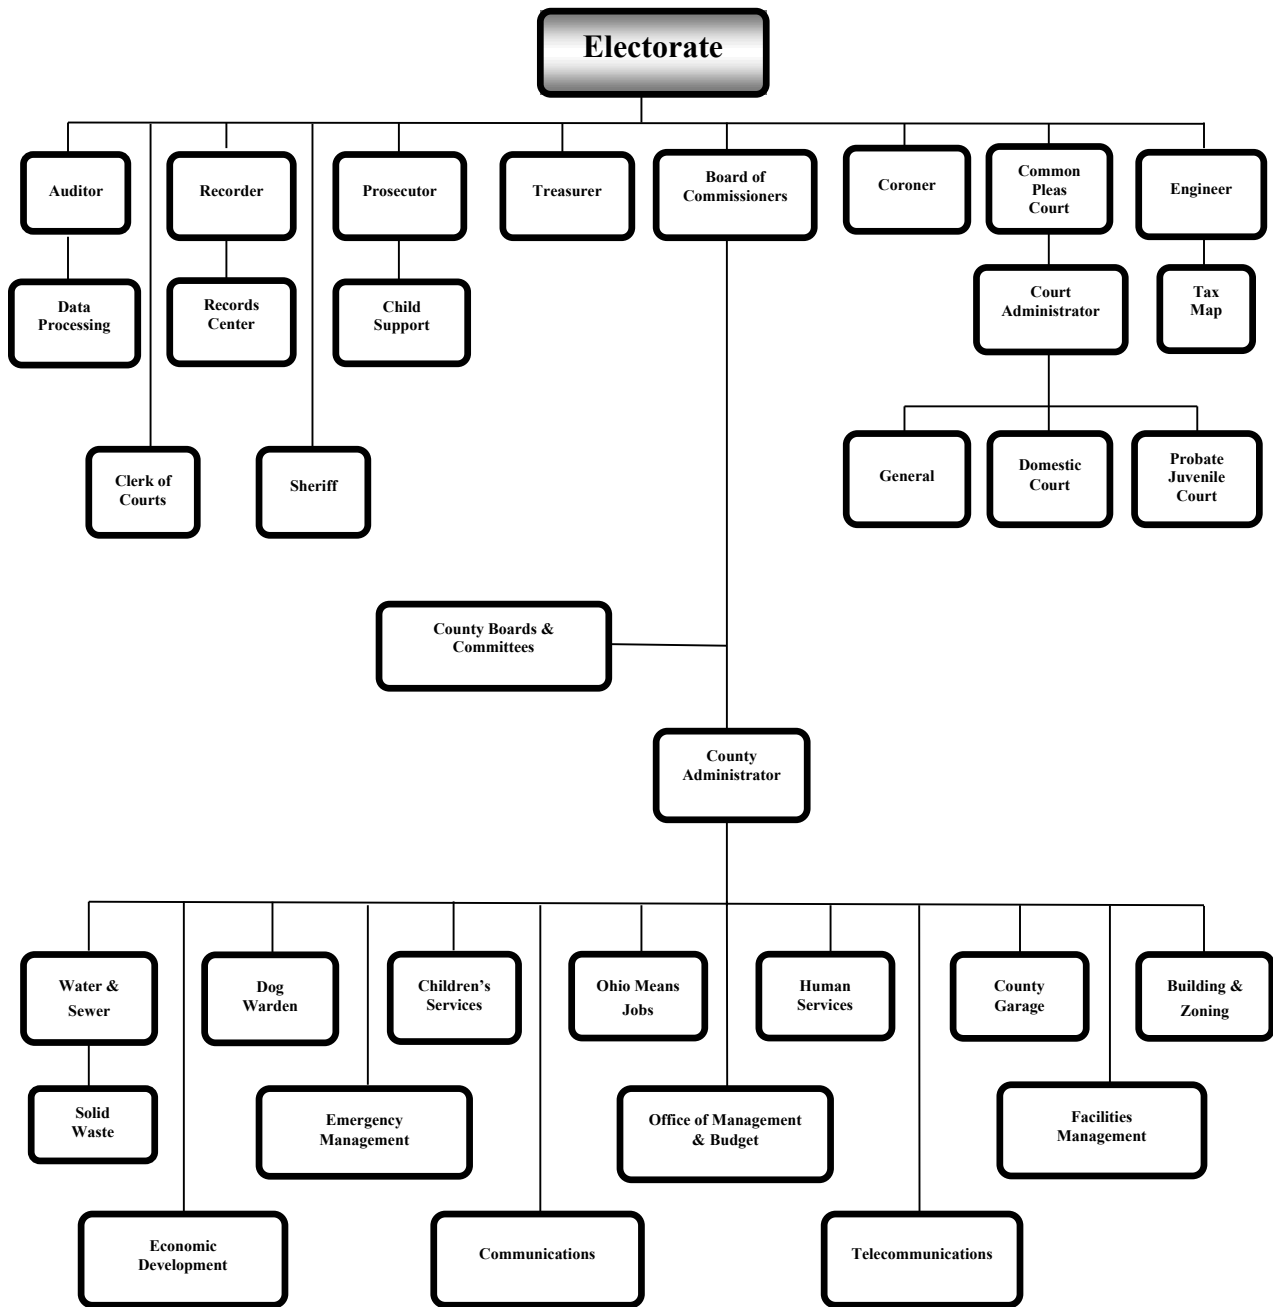 Electorate
Auditor
Recorder
Prosecutor
Treasurer
Board of
Commissioners
Coroner
Common
Pleas
Court
Engineer
Data
Processing
Records
Center
Child
Support
Court
Administrator
Tax
Map
Clerk of
Courts
Sheriff
General
Domestic
Court
Probate
Juvenile
Court
County Boards &
Committees
County
Administrator
Water &
Sewer
Dog
Warden
Children’s
Services
Ohio Means
Jobs
Human
Services
County
Garage
Building &
Zoning
Solid
Waste
Emergency
Management
Office of Management
& Budget
Facilities
Management
Economic
Development
Communications
Telecommunications